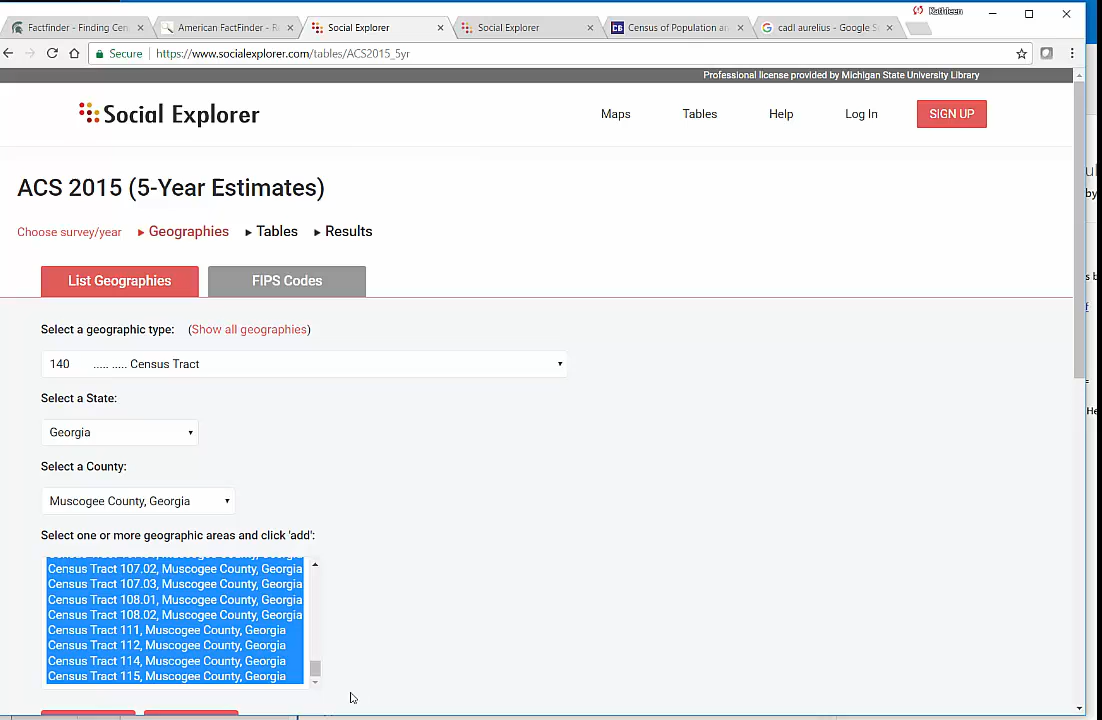 Kathleen
Factfinder - Finding Cen
American FactFinder - R
Social Explorer
Social Explorer
Census of Population an
cadl aurelius - Google Se
Secure
https://www.socialexplorer.com/tables/ACS2015_5yr
Professional license provided by Michigan State University Library
Social Explorer
Maps
Tables
Help
Log In
SIGN UP
ACS 2015 (5-Year Estimates)
Choose survey/year
Geographies
Tables
Results
List Geographies
FIPS Codes
Select a geographic type: (Show all geographies)
140 ..... ..... Census Tract
Select a State:
Georgia
Select a County:
Muscogee County, Georgia
Select one or more geographic areas and click 'add':
Census Tract 107.02, Muscogee County, Georgia
Census Tract 107.03, Muscogee County, Georgia
Census Tract 108.01, Muscogee County, Georgia
Census Tract 108.02, Muscogee County, Georgia
Census Tract 111, Muscogee County, Georgia
Census Tract 112, Muscogee County, Georgia
Census Tract 114, Muscogee County, Georgia
Census Tract 115, Muscogee County, Georgia